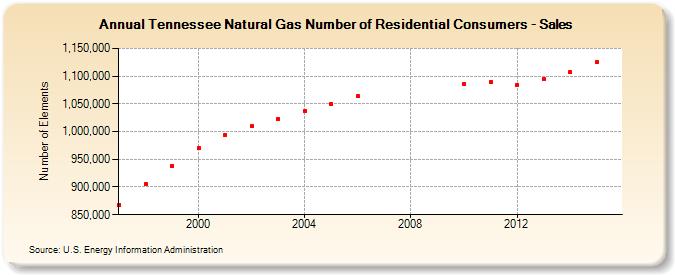 Annual Tennessee Natural Gas Number of Residential Consumers - Sales
Number of Elements
1,150,000
1,100,000
1,050,000
1,000,000
950,000
900,000
850,000
2000 2004 2008 2012
Source: U.S. Energy Information Administration